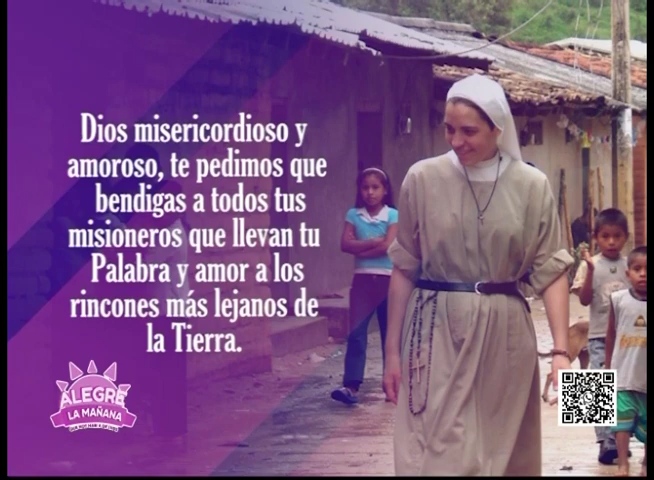 Dios misericordioso y
amoroso, te pedimos que
bendigas a todos tus
misioneros que llevan tu
Palabra y amor a los
rincones más lejanos de
la Tierra.
ALEGRE
LA MAÑANA